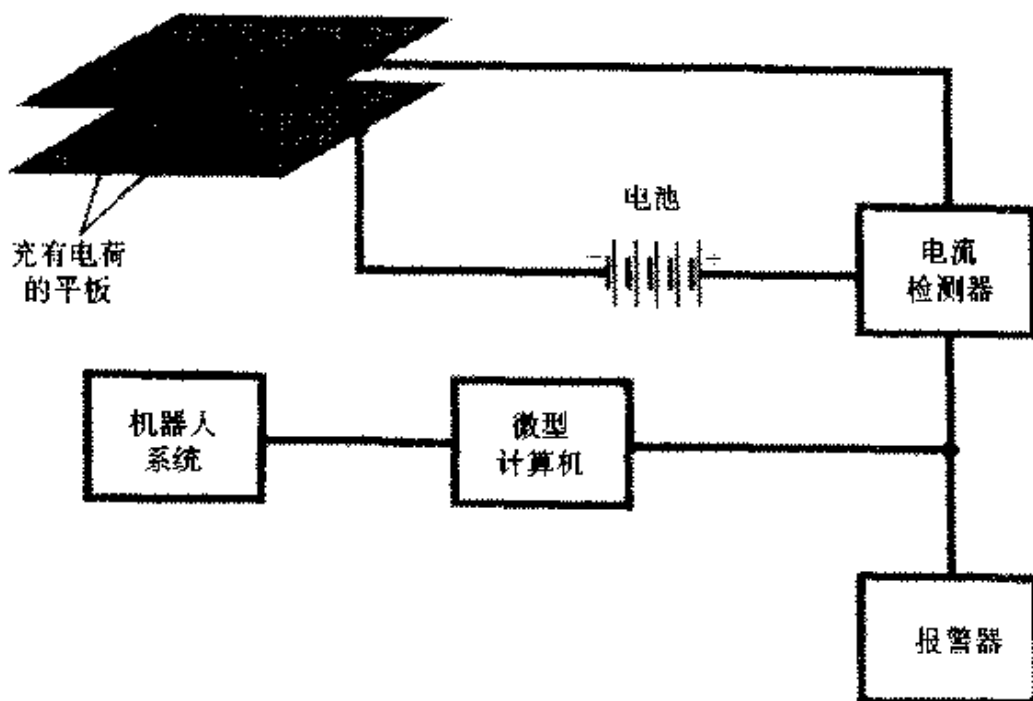 电池
充有电荷
的平板
电流
检测器
机器人
系统
微型
计算机
报警器